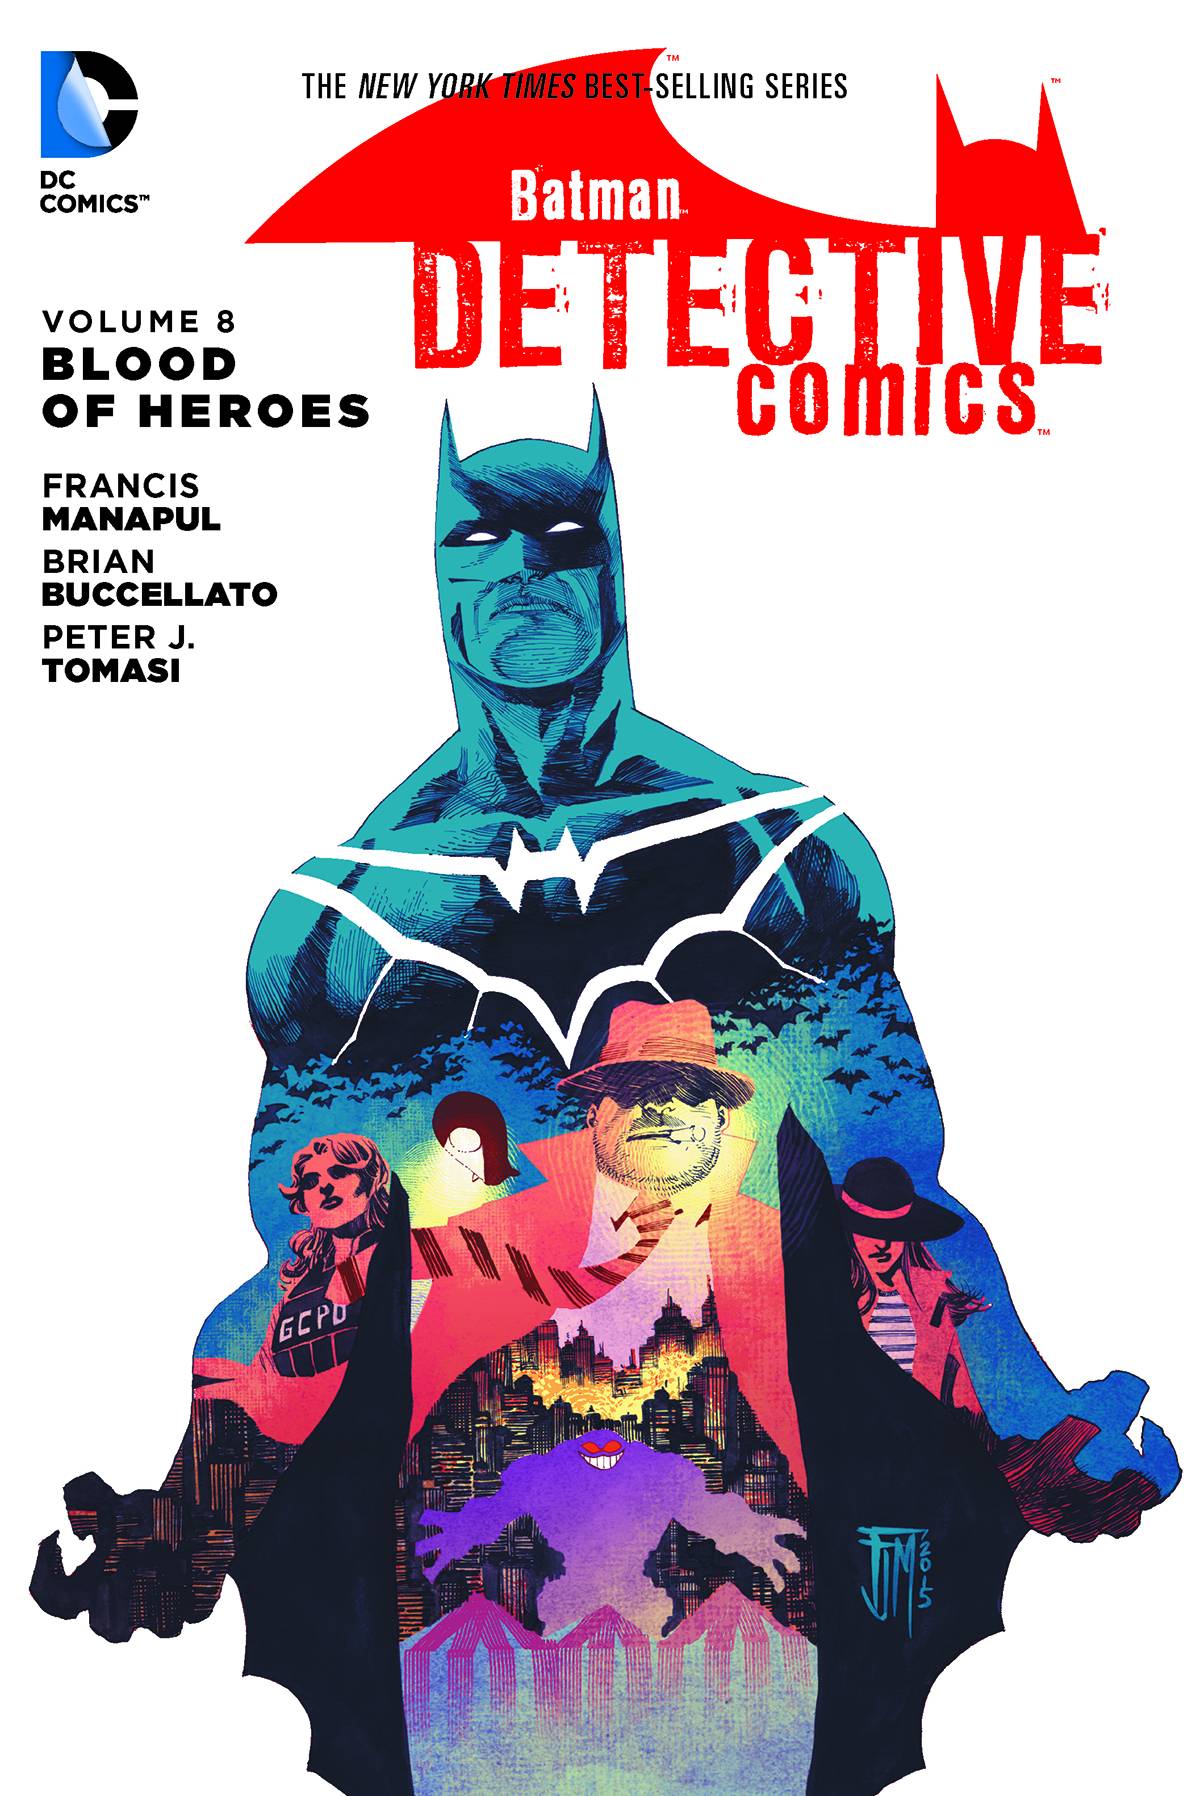 THE NEW YORK TIMES BEST-SELLING SERIES
DC
COMICS™
Batman™
DETECTIVE
COMICS™
VOLUME 8
BLOOD
OF HEROES
FRANCIS
MANAPUL
BRIAN
BUCCELLATO
PETER J.
TOMASI
GCPD
FJM
2015